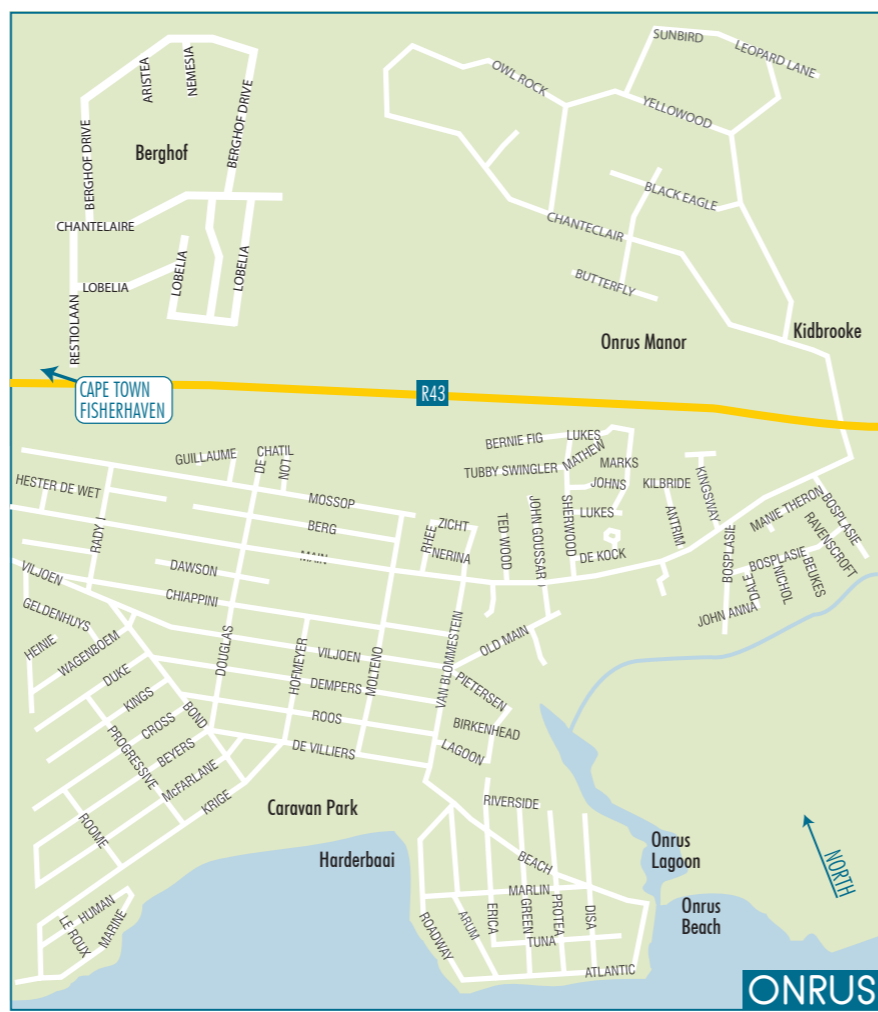 SUNBIRD
LEOPARD LANE
OWL ROCK
YELLOWOOD
ARISTEA
NEMESIA
BERGHOF DRIVE
BERGHOF DRIVE
Berghof
BLACK EAGLE
CHANTELAIRE
CHANTECLAIR
LOBELIA
LOBELIA
LOBELIA
BUTTERFLY
RESTIOLAAN
Onrus Manor
Kidbrooke
CAPE TOWN
FISHERHAVEN
R43
GUILLAUME
DE
CHATIL
LON
BERNIE FIG
LUKES
MATHEW
TUBBY SWINGLER
MARKS
JOHNS
KILBRIDE
KINGSWAY
HESTER DE WET
MOSSOP
LUKES
SHERWOOD
ANTRIM
BOSPLASIE
MANIE THERON
RAVENSCROFT
RADY I
BERG
RHEE
ZICHT
NERINA
TED WOOD
JOHN GOUSSAR
DE KOCK
MAIN
BOSPLASIE
BOSPLASIE
BEUKES
NICHOL
DALE
JOHN ANNA
VILJOEN
DAWSON
CHIAPPINI
GELDENHUYS
HEINIE
WAGENBOEM
DOUGLAS
HOFMEYER
VILJOEN
MOLTENO
VAN BLOMMESTEIN
OLD MAIN
DUKE
DEMPERS
PIETERSEN
KINGS
BOND
ROOS
BIRKENHEAD
CROSS
PROGRESSIVE
BEYERS
DE VILLIERS
LAGOON
McFARLANE
KRIGE
ROOME
Caravan Park
RIVERSIDE
Harderbaai
BEACH
Onrus
Lagoon
NORTH
MARLIN
HUMAN
LE ROUX
MARINE
ROADWAY
ARUM
ERICA
GREEN
PROTEA
DISA
Onrus
Beach
TUNA
ATLANTIC
ONRUS